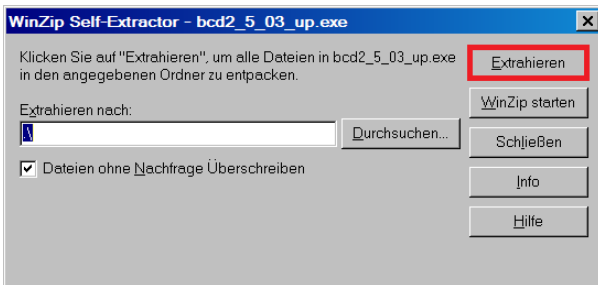 WinZip Self-Extractor - bcd2_5_03_up.exe
Klicken Sie auf "Extrahieren", um alle Dateien in bcd2_5_03_up.exe
in den angegebenen Ordner zu entpacken.
Extrahieren nach:
.\
Durchsuchen...
Dateien ohne Nachfrage Überschreiben
Extrahieren
WinZip starten
Schließen
Info
Hilfe